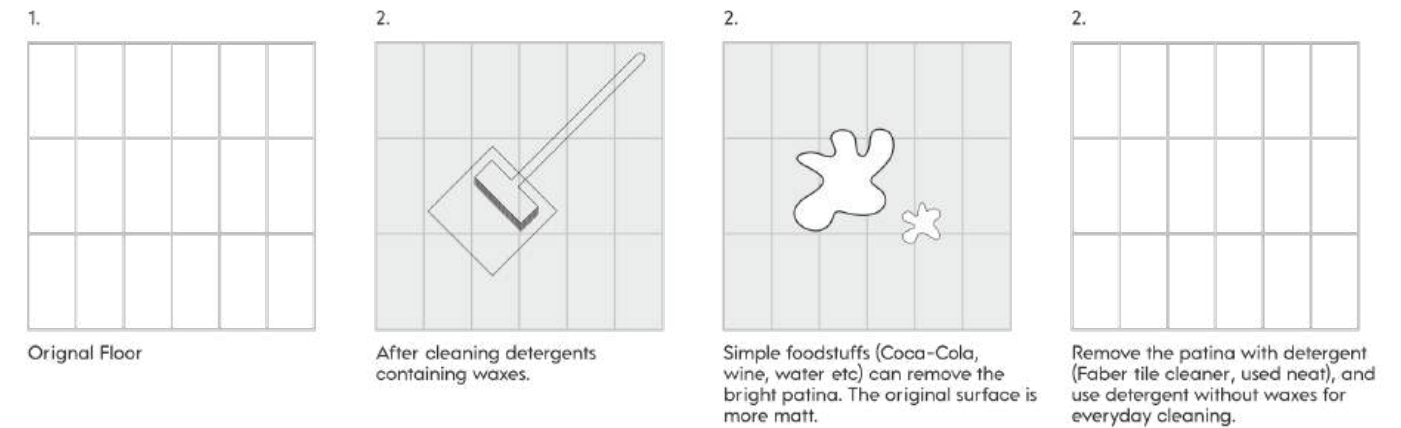 1.
2.
2.
2.
Orignal Floor
After cleaning detergents
containing waxes.
Simple foodstuffs (Coca-Cola,
wine, water etc) can remove the
bright patina. The original surface is
more matt.
Remove the patina with detergent
(Faber tile cleaner, used neat), and
use detergent without waxes for
everyday cleaning.